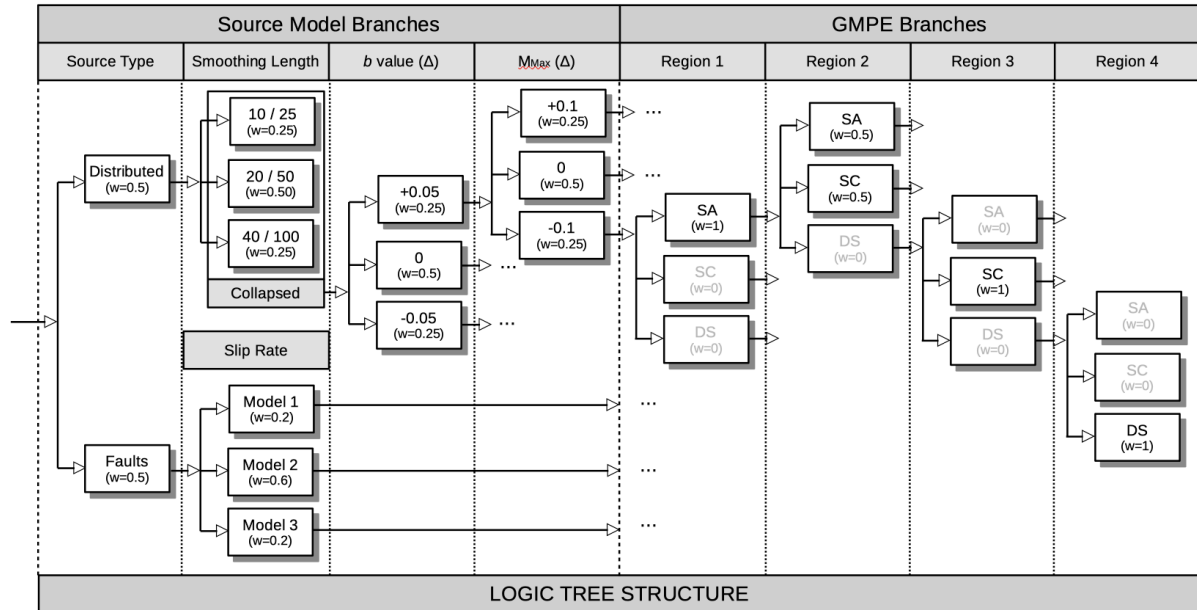 Source Model Branches
GMPE Branches
Source Type
Smoothing Length
b value (Δ)
MMax (Δ)
Region 1
Region 2
Region 3
Region 4
Distributed
(w=0.5)
10 / 25
(w=0.25)
20 / 50
(w=0.50)
40 / 100
(w=0.25)
Collapsed
+0.05
(w=0.25)
0
(w=0.5)
-0.05
(w=0.25)
...
...
+0.1
(w=0.25)
0
(w=0.5)
-0.1
(w=0.25)
...
...
SA
(w=1)
SC
(w=0)
DS
(w=0)
SA
(w=0.5)
SC
(w=0.5)
DS
(w=0)
SA
(w=0)
SC
(w=1)
DS
(w=0)
SA
(w=0)
SC
(w=0)
DS
(w=1)
Slip Rate
Faults
(w=0.5)
Model 1
(w=0.2)
...
Model 2
(w=0.6)
...
Model 3
(w=0.2)
...
LOGIC TREE STRUCTURE